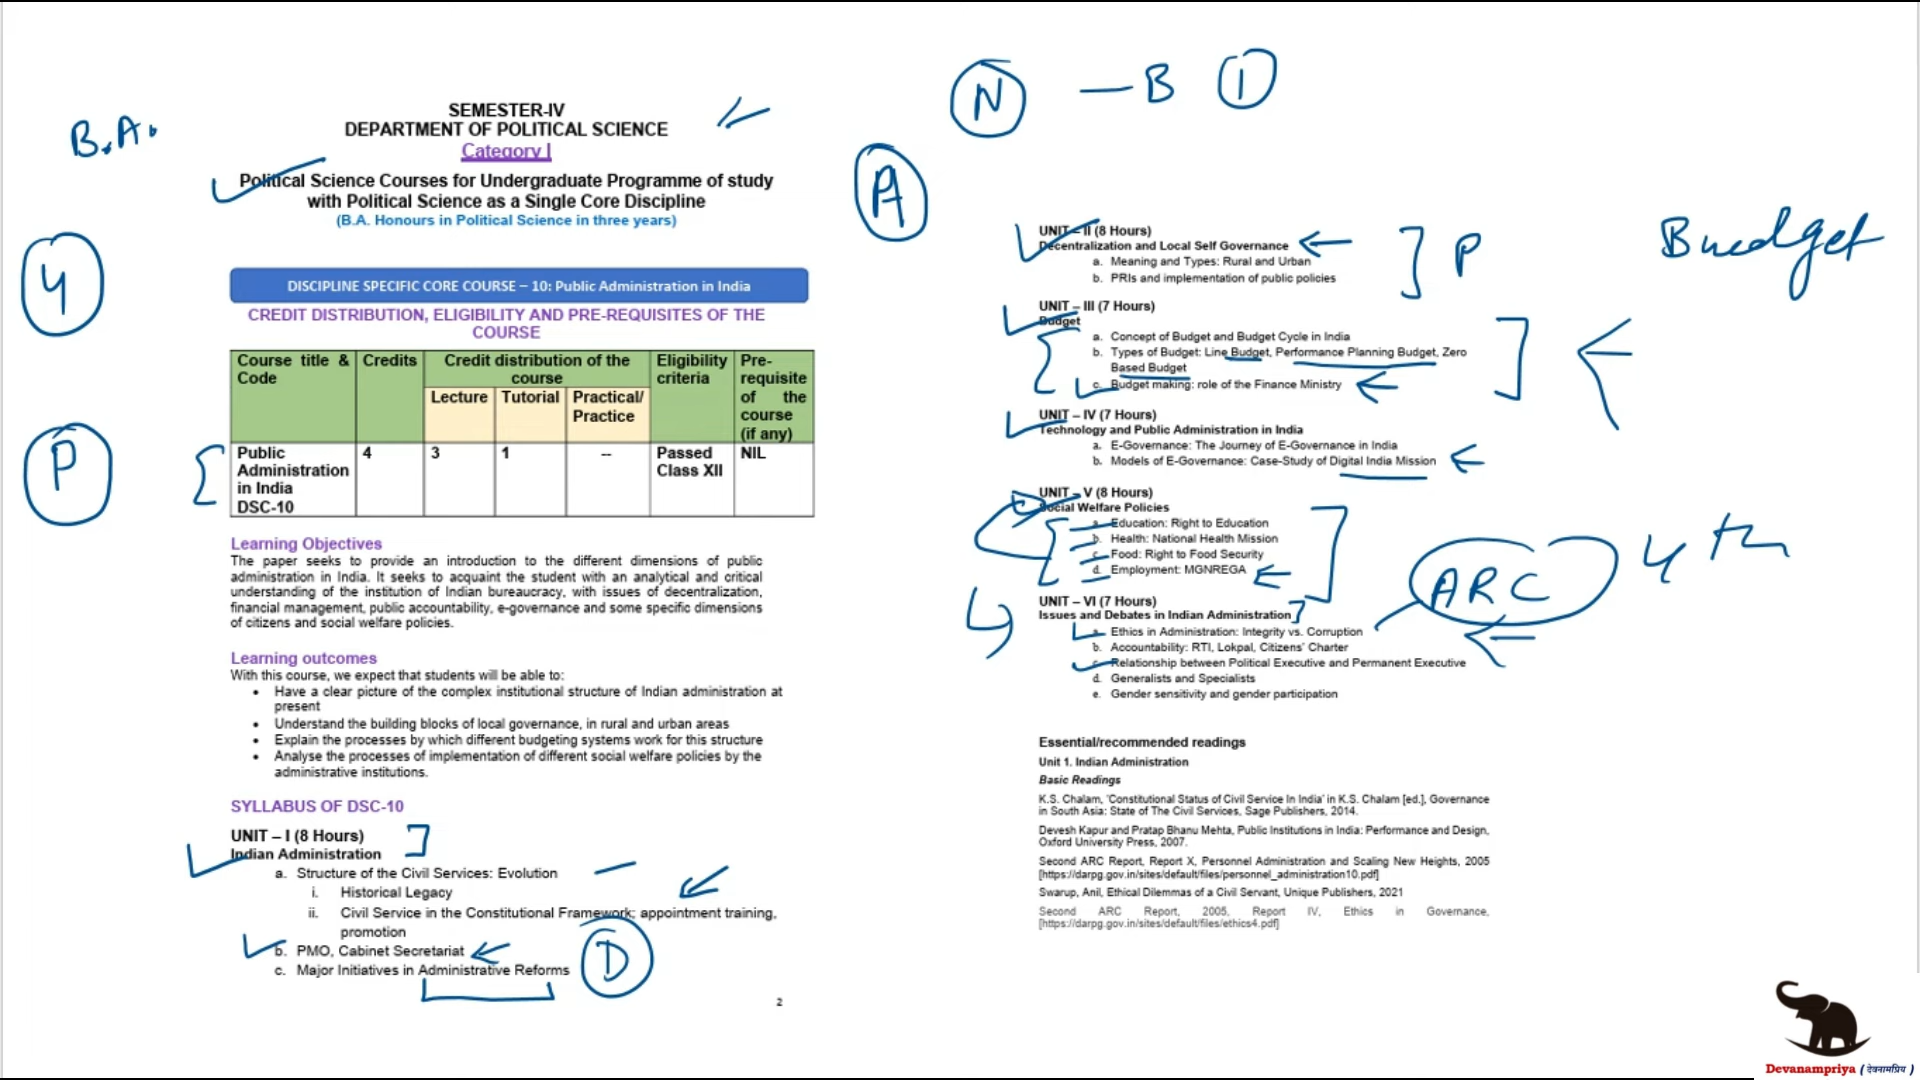 B.A.
SEMESTER-IV
DEPARTMENT OF POLITICAL SCIENCE
Category I
Political Science Courses for Undergraduate Programme of study
with Political Science as a Single Core Discipline
(B.A. Honours in Political Science in three years)
4
DISCIPLINE SPECIFIC CORE COURSE – 10: Public Administration in India
CREDIT DISTRIBUTION, ELIGIBILITY AND PRE-REQUISITES OF THE
COURSE
Course title & Code
Credits
Credit distribution of the course
Eligibility criteria
Pre-requisite of the course (if any)
Lecture
Tutorial
Practical/ Practice
P
Public Administration in India DSC-10
4
3
1
--
Passed Class XII
NIL
Learning Objectives
The paper seeks to provide an introduction to the different dimensions of public
administration in India. It seeks to acquaint the student with an analytical and critical
understanding of the institution of Indian bureaucracy, with issues of decentralization,
financial management, public accountability, e-governance and some specific dimensions
of citizens and social welfare policies.
Learning outcomes
With this course, we expect that students will be able to:
• Have a clear picture of the complex institutional structure of Indian administration at
present
• Understand the building blocks of local governance, in rural and urban areas
• Explain the processes by which different budgeting systems work for this structure
• Analyse the processes of implementation of different social welfare policies by the
administrative institutions.
SYLLABUS OF DSC-10
UNIT – I (8 Hours)
Indian Administration
a. Structure of the Civil Services: Evolution
i. Historical Legacy
ii. Civil Service in the Constitutional Framework; appointment training,
promotion
b. PMO, Cabinet Secretariat
c. Major Initiatives in Administrative Reforms
D
2
N — B 1
A
UNIT – II (8 Hours)
Decentralization and Local Self Governance
a. Meaning and Types: Rural and Urban
b. PRIs and implementation of public policies
P
Budget
UNIT – III (7 Hours)
Budget
a. Concept of Budget and Budget Cycle in India
b. Types of Budget: Line Budget, Performance Planning Budget, Zero
Based Budget
c. Budget making: role of the Finance Ministry
UNIT – IV (7 Hours)
Technology and Public Administration in India
a. E-Governance: The Journey of E-Governance in India
b. Models of E-Governance: Case-Study of Digital India Mission
UNIT – V (8 Hours)
Social Welfare Policies
a. Education: Right to Education
b. Health: National Health Mission
c. Food: Right to Food Security
d. Employment: MGNREGA
ARC 4th
UNIT – VI (7 Hours)
Issues and Debates in Indian Administration
a. Ethics in Administration: Integrity vs. Corruption
b. Accountability: RTI, Lokpal, Citizens' Charter
c. Relationship between Political Executive and Permanent Executive
d. Generalists and Specialists
e. Gender sensitivity and gender participation
Essential/recommended readings
Unit 1. Indian Administration
Basic Readings
K.S. Chalam, 'Constitutional Status of Civil Service In India' in K.S. Chalam [ed.], Governance
in South Asia: State of The Civil Services, Sage Publishers, 2014.
Devesh Kapur and Pratap Bhanu Mehta, Public Institutions in India: Performance and Design,
Oxford University Press, 2007.
Second ARC Report, Report X, Personnel Administration and Scaling New Heights, 2005
[https://darpg.gov.in/sites/default/files/personnel_administration10.pdf]
Swarup, Anil, Ethical Dilemmas of a Civil Servant, Unique Publishers, 2021
Second ARC Report, 2005, Report IV, Ethics in Governance,
[https://darpg.gov.in/sites/default/files/ethics4.pdf]
Devanampriya ( देवनामप्रिय )